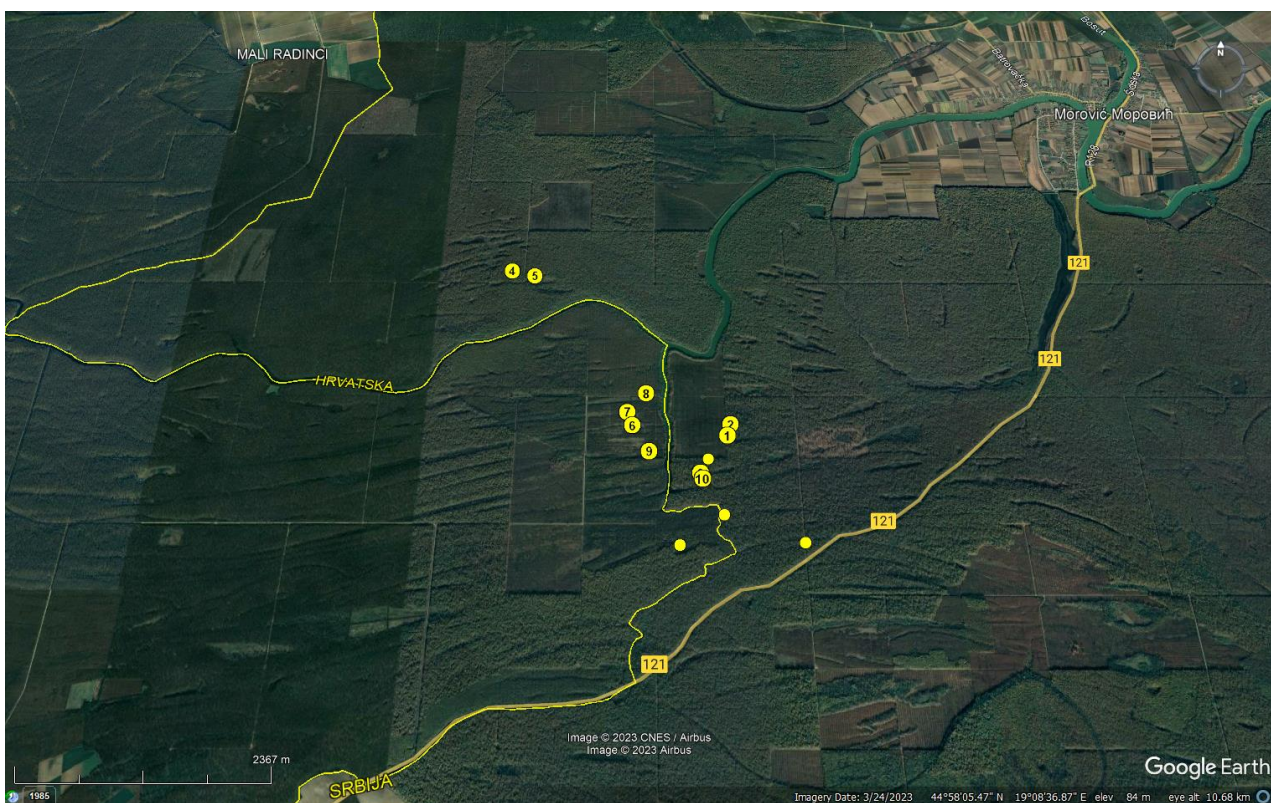 MALI RADINCI
Bosut
Barovačka
Studva
N
Morović Моровић
R428
121
4
5
121
HRVATSKA
8
7
2
6
1
9
10
121
121
Image © 2023 CNES / Airbus
Image © 2023 Airbus
2367 m
Google Earth
SRBIJA
1985
Imagery Date: 3/24/2023 44°58'05.47" N 19°08'36.87" E elev 84 m eye alt 10.68 km